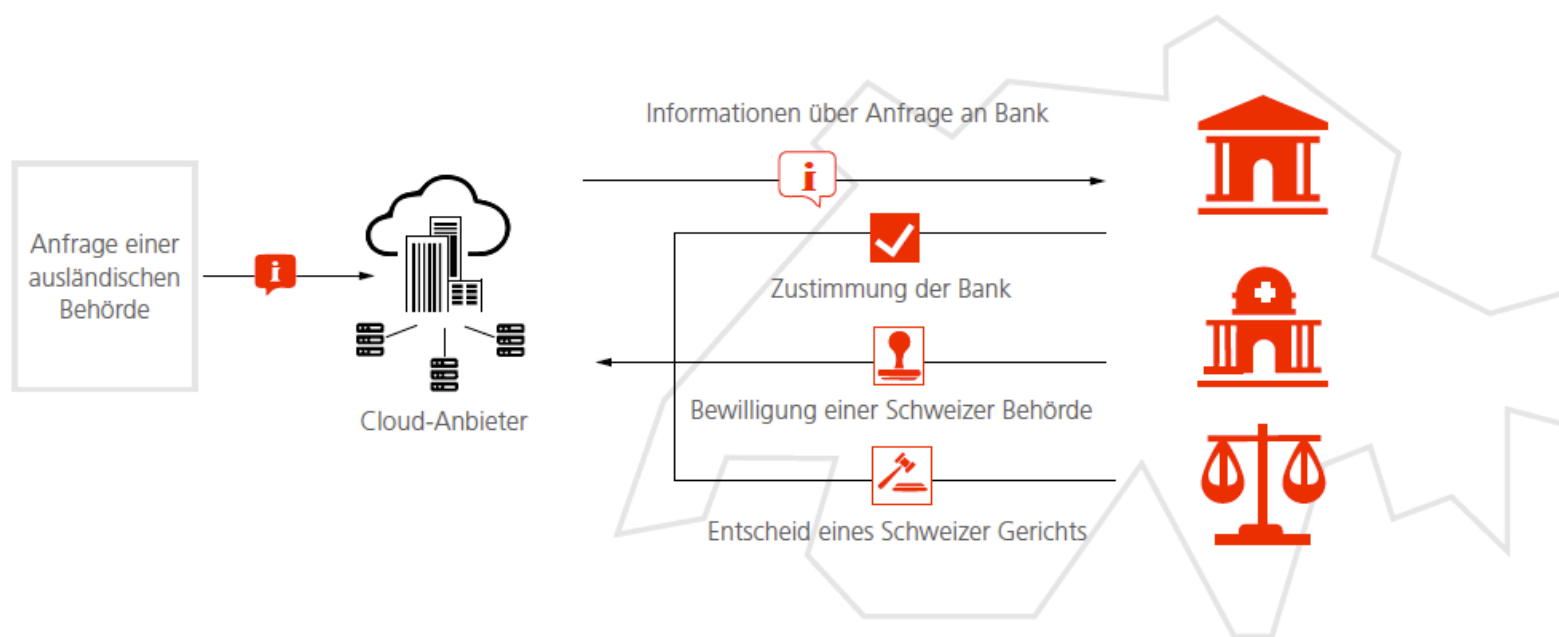 Informationen über Anfrage an Bank
i
Anfrage einer
ausländischen
Behörde
i
Zustimmung der Bank
Bewilligung einer Schweizer Behörde
Cloud-Anbieter
Entscheid eines Schweizer Gerichts